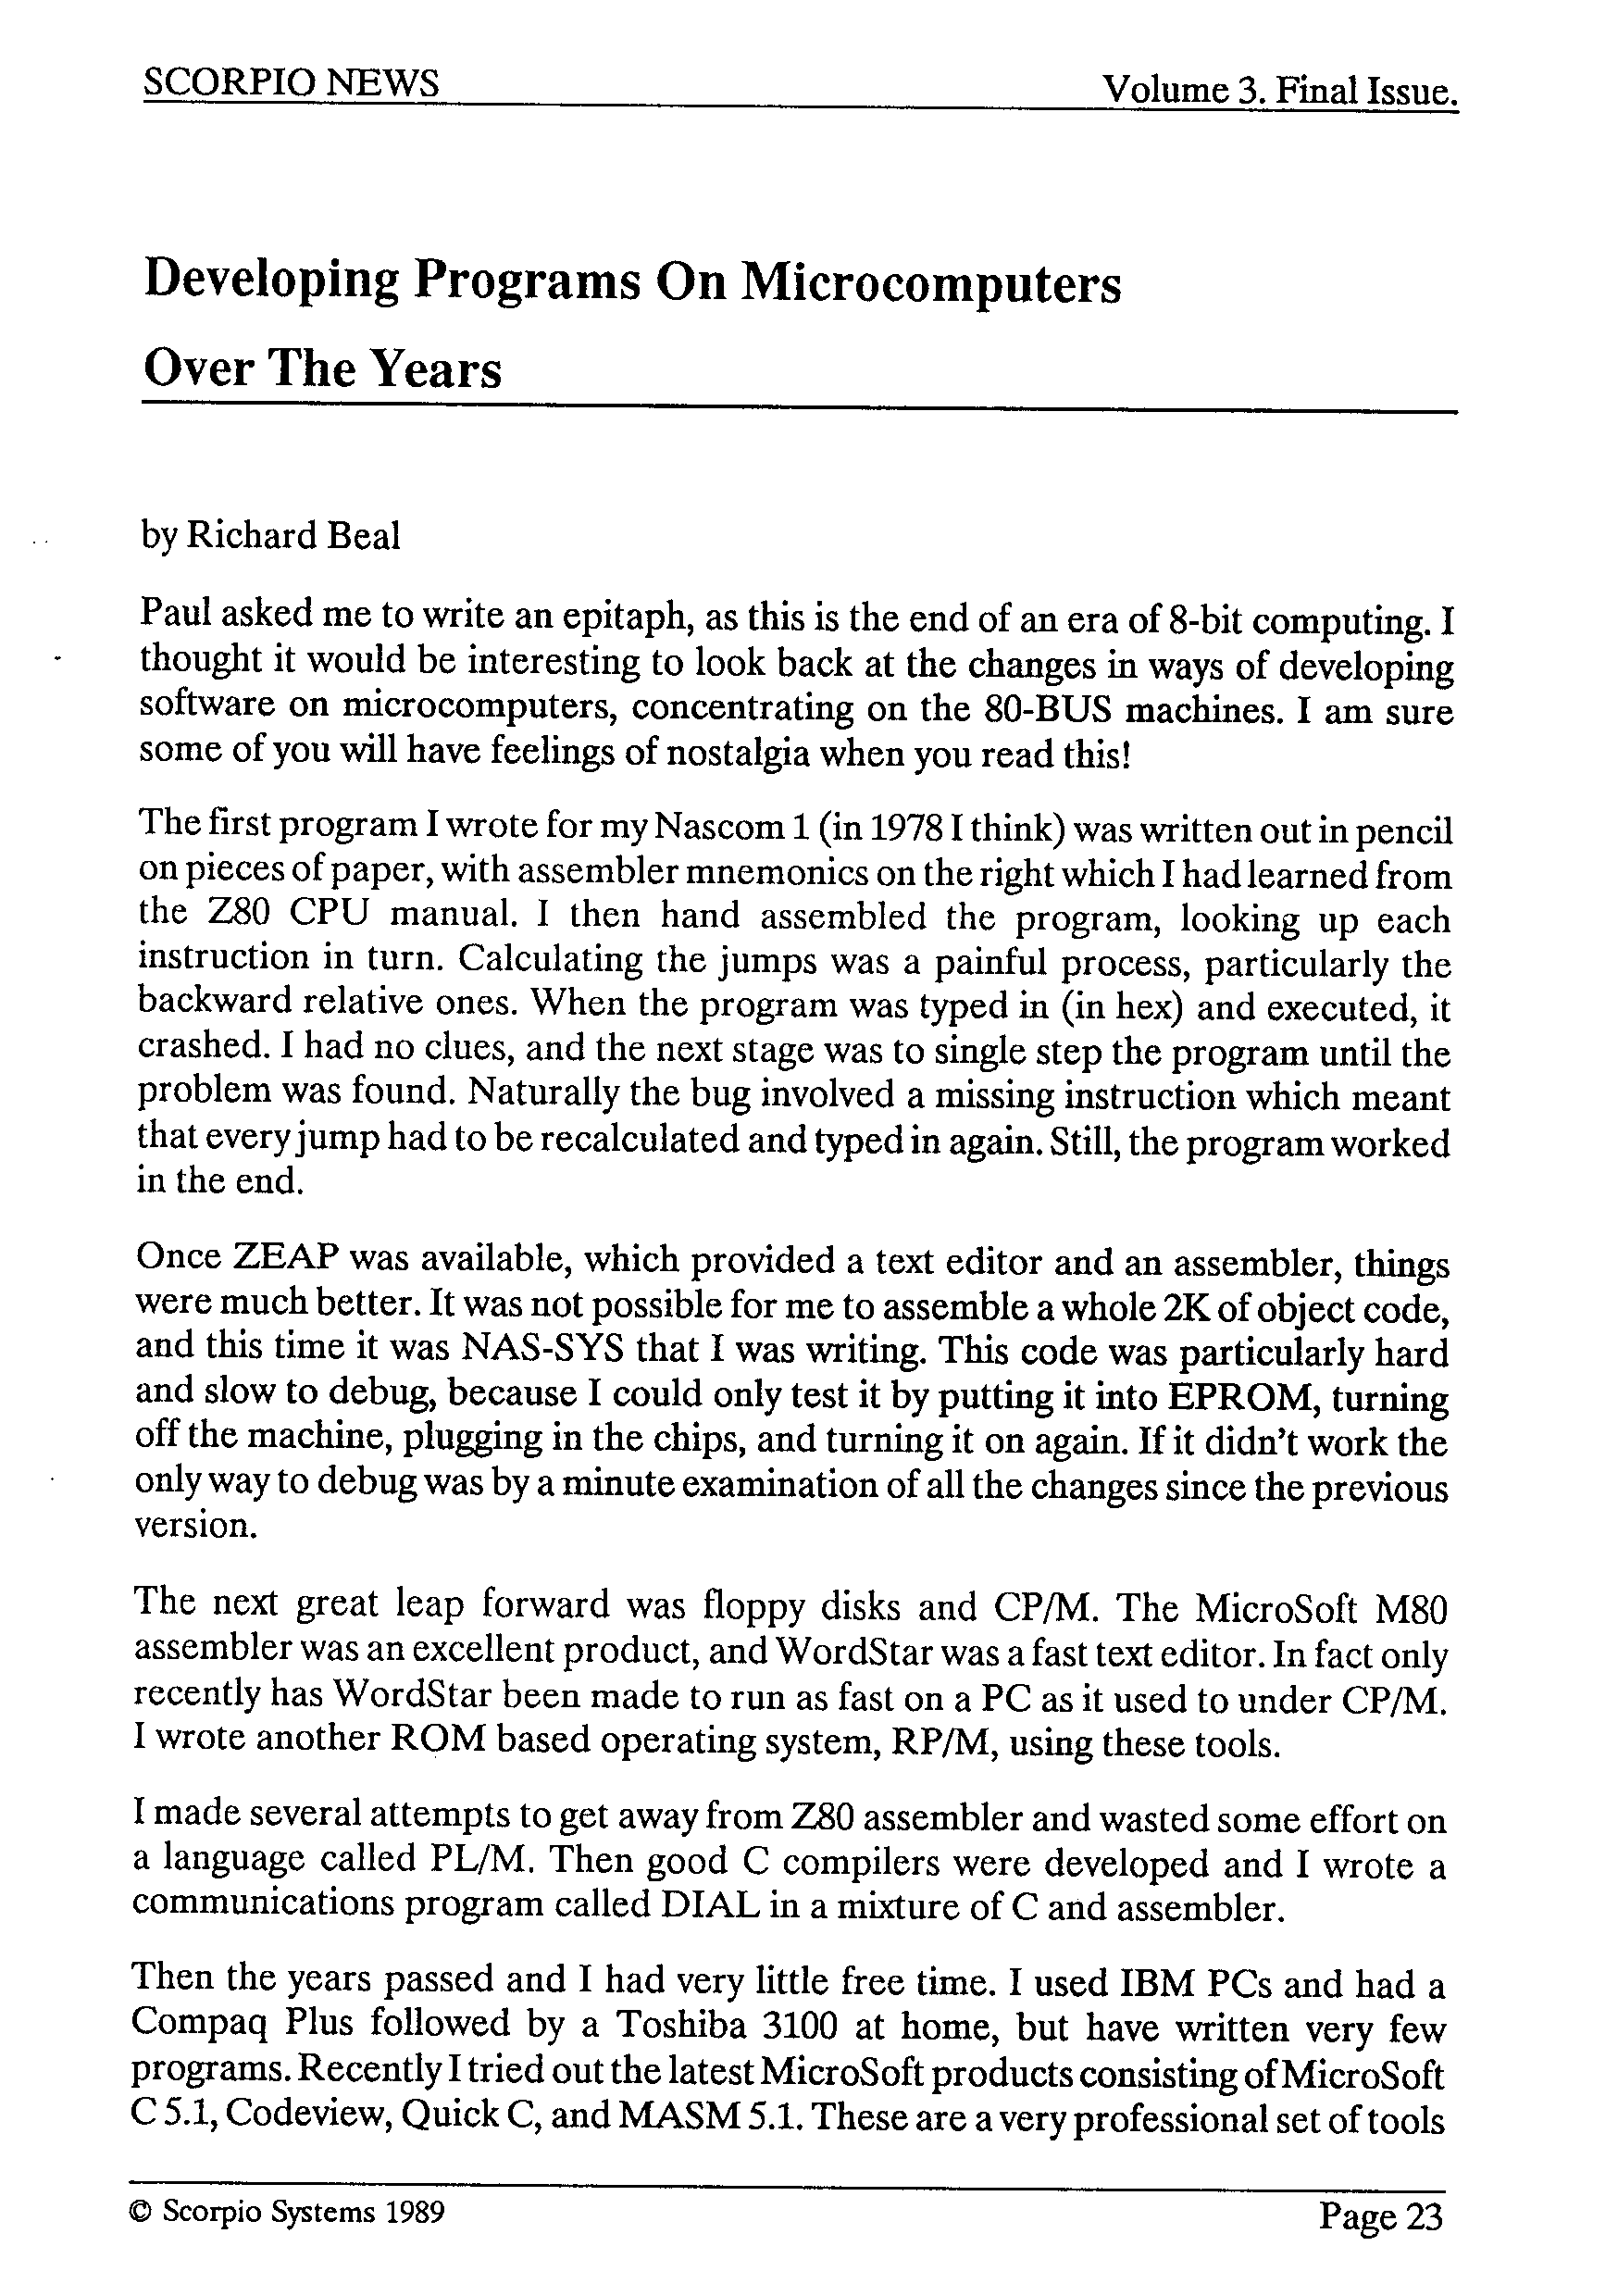 SCORPIO NEWS Volume 3. Final Issue.
Developing Programs On Microcomputers
Over The Years
by Richard Beal
Paul asked me to write an epitaph, as this is the end of an era of 8-bit computing. I
thought it would be interesting to look back at the changes in ways of developing
software on microcomputers, concentrating on the 80-BUS machines. I am sure
some of you will have feelings of nostalgia when you read this!
The first program I wrote for my Nascom 1 (in 1978 I think) was written out in pencil
on pieces of paper, with assembler mnemonics on the right which I had learned from
the Z80 CPU manual. I then hand assembled the program, looking up each
instruction in turn. Calculating the jumps was a painful process, particularly the
backward relative ones. When the program was typed in (in hex) and executed, it
crashed. I had no clues, and the next stage was to single step the program until the
problem was found. Naturally the bug involved a missing instruction which meant
that every jump had to be recalculated and typed in again. Still, the program worked
in the end.
Once ZEAP was available, which provided a text editor and an assembler, things
were much better. It was not possible for me to assemble a whole 2K of object code,
and this time it was NAS-SYS that I was writing. This code was particularly hard
and slow to debug, because I could only test it by putting it into EPROM, turning
off the machine, plugging in the chips, and turning it on again. If it didn't work the
only way to debug was by a minute examination of all the changes since the previous
version.
The next great leap forward was floppy disks and CP/M. The MicroSoft M80
assembler was an excellent product, and WordStar was a fast text editor. In fact only
recently has WordStar been made to run as fast on a PC as it used to under CP/M.
I wrote another ROM based operating system, RP/M, using these tools.
I made several attempts to get away from Z80 assembler and wasted some effort on
a language called PL/M. Then good C compilers were developed and I wrote a
communications program called DIAL in a mixture of C and assembler.
Then the years passed and I had very little free time. I used IBM PCs and had a
Compaq Plus followed by a Toshiba 3100 at home, but have written very few
programs. Recently I tried out the latest MicroSoft products consisting of MicroSoft
C 5.1, Codeview, Quick C, and MASM 5.1. These are a very professional set of tools
© Scorpio Systems 1989 Page 23